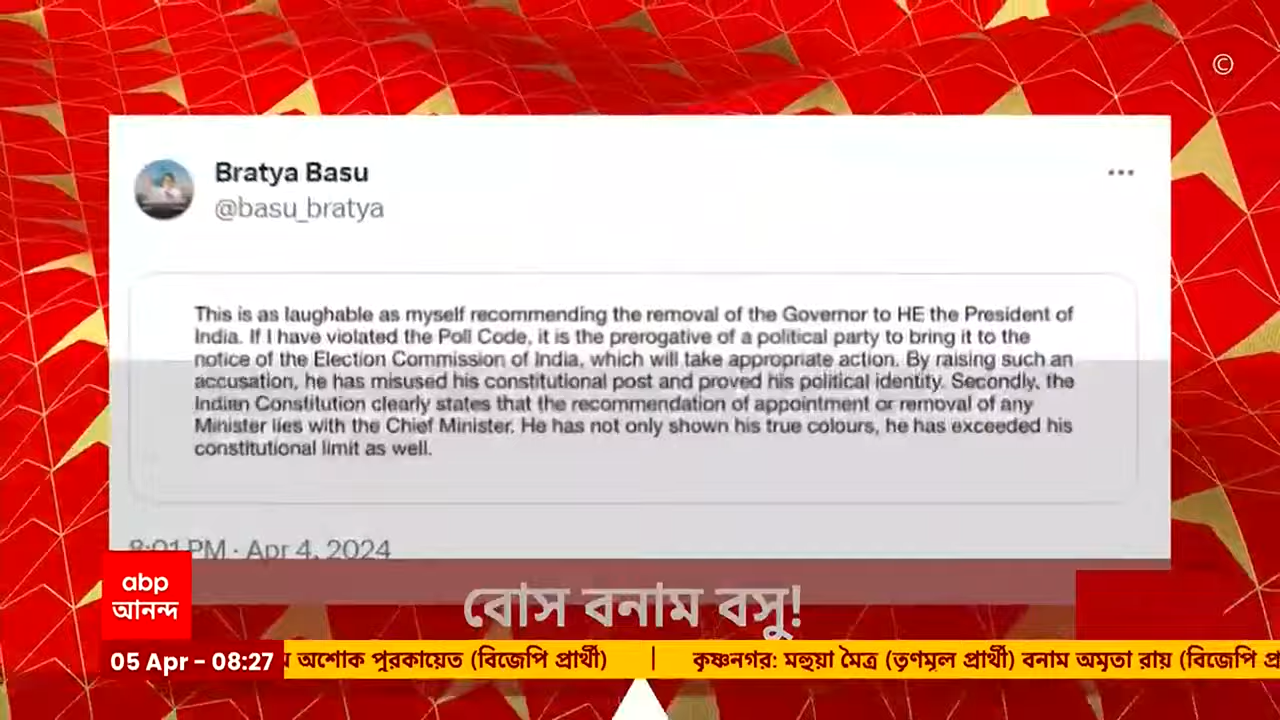 ©
Bratya Basu
@basu_bratya
This is as laughable as myself recommending the removal of the Governor to HE the President of
India. If I have violated the Poll Code, it is the prerogative of a political party to bring it to the
notice of the Election Commission of India, which will take appropriate action. By raising such an
accusation, he has misused his constitutional post and proved his political identity. Secondly, the
Indian Constitution clearly states that the recommendation of appointment or removal of any
Minister lies with the Chief Minister. He has not only shown his true colours, he has exceeded his
constitutional limit as well.
8:01 PM · Apr 4, 2024
abp
আনন্দ
বোস বনাম বসু!
05 Apr - 08:27
অশোক পুরকায়েত (বিজেপি প্রার্থী) | কৃষ্ণনগর: মহুয়া মৈত্র (তৃণমূল প্রার্থী) বনাম অমৃতা রায় (বিজেপি